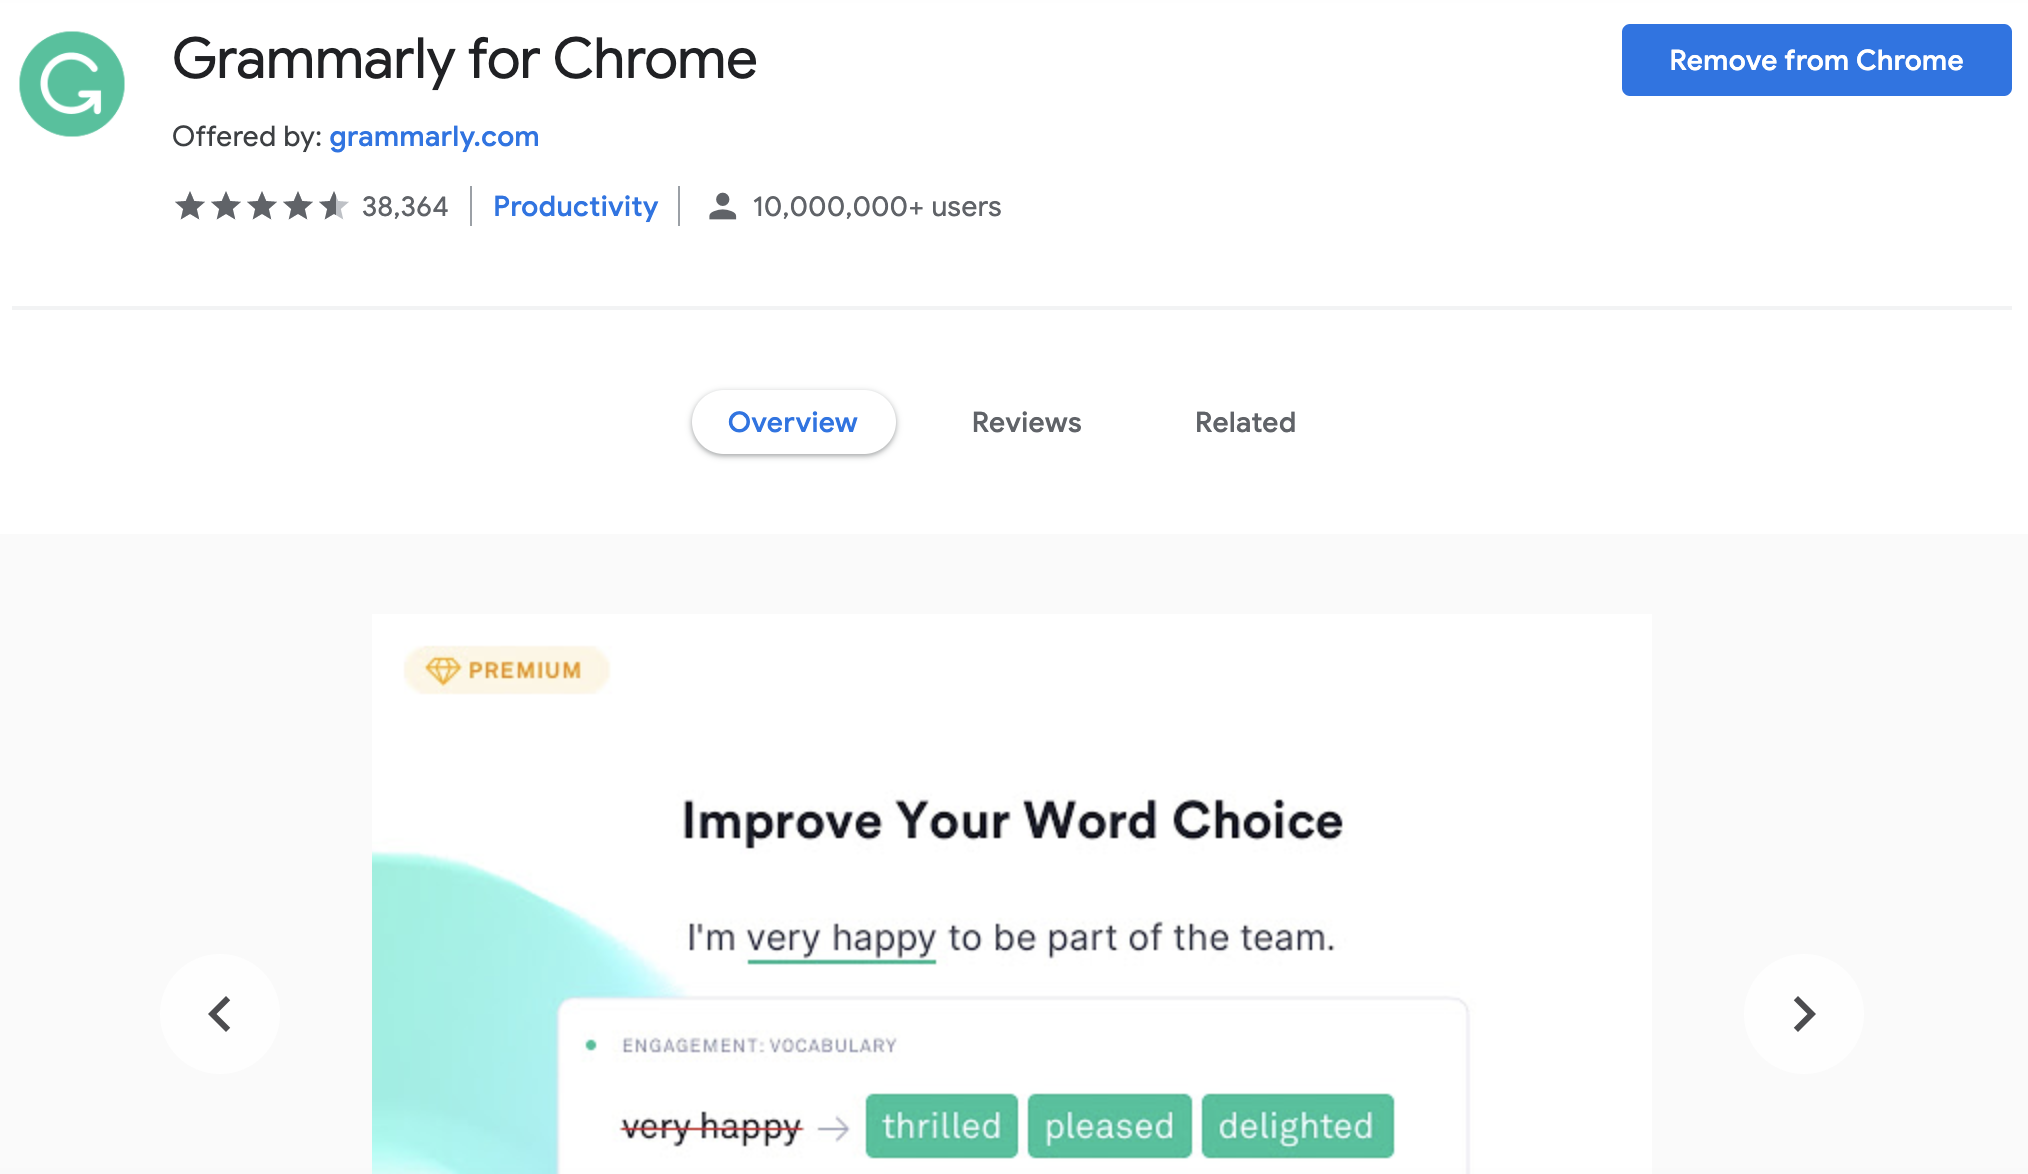 Grammarly for Chrome
Remove from Chrome
Offered by: grammarly.com
38,364
Productivity
10,000,000+ users
Overview
Reviews
Related
PREMIUM
Improve Your Word Choice
I'm very happy to be part of the team.
ENGAGEMENT: VOCABULARY
very happy → thrilled pleased delighted